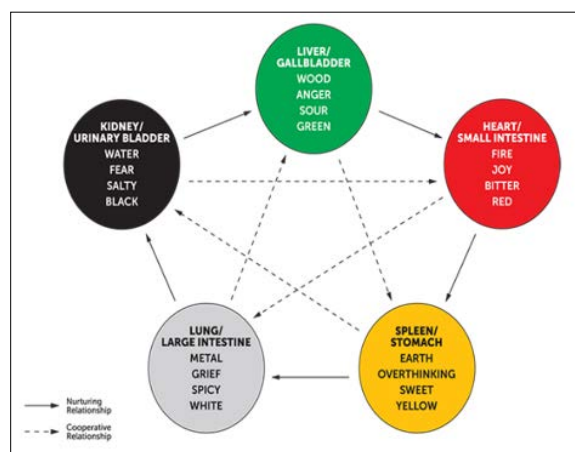 LIVER/
GALLBLADDER
WOOD
ANGER
SOUR
GREEN
HEART/
SMALL INTESTINE
FIRE
JOY
BITTER
RED
SPLEEN/
STOMACH
EARTH
OVERTHINKING
SWEET
YELLOW
LUNG/
LARGE INTESTINE
METAL
GRIEF
SPICY
WHITE
KIDNEY/
URINARY BLADDER
WATER
FEAR
SALTY
BLACK
Nurturing
Relationship
Cooperative
Relationship